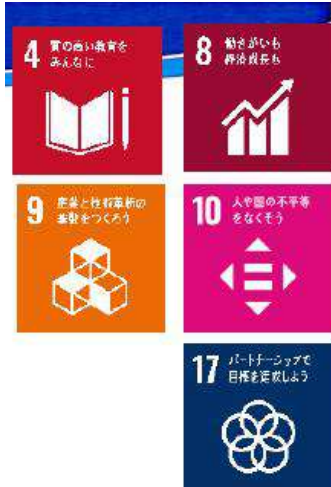 4 質の高い教育を
みんなに
8 働きがいも
経済成長も
9 産業と技術革新の
基盤をつくろう
10 人や国の不平等
をなくそう
17 パートナーシップで
目標を達成しよう